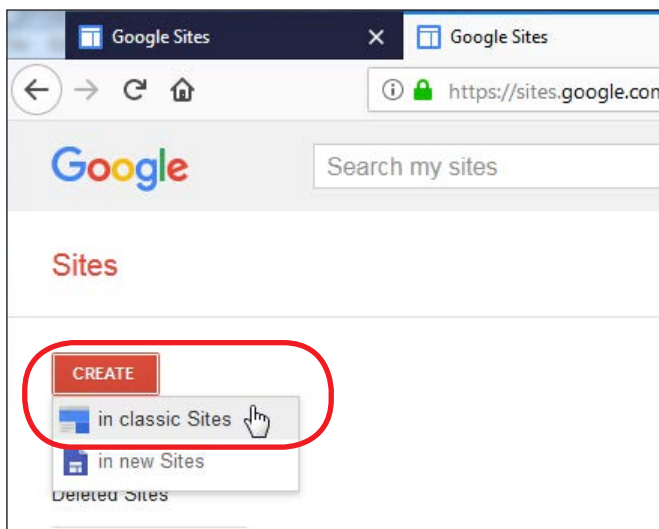 Google Sites
Google Sites
https://sites.google.com
Google
Search my sites
Sites
CREATE
in classic Sites
in new Sites
Deleted Sites